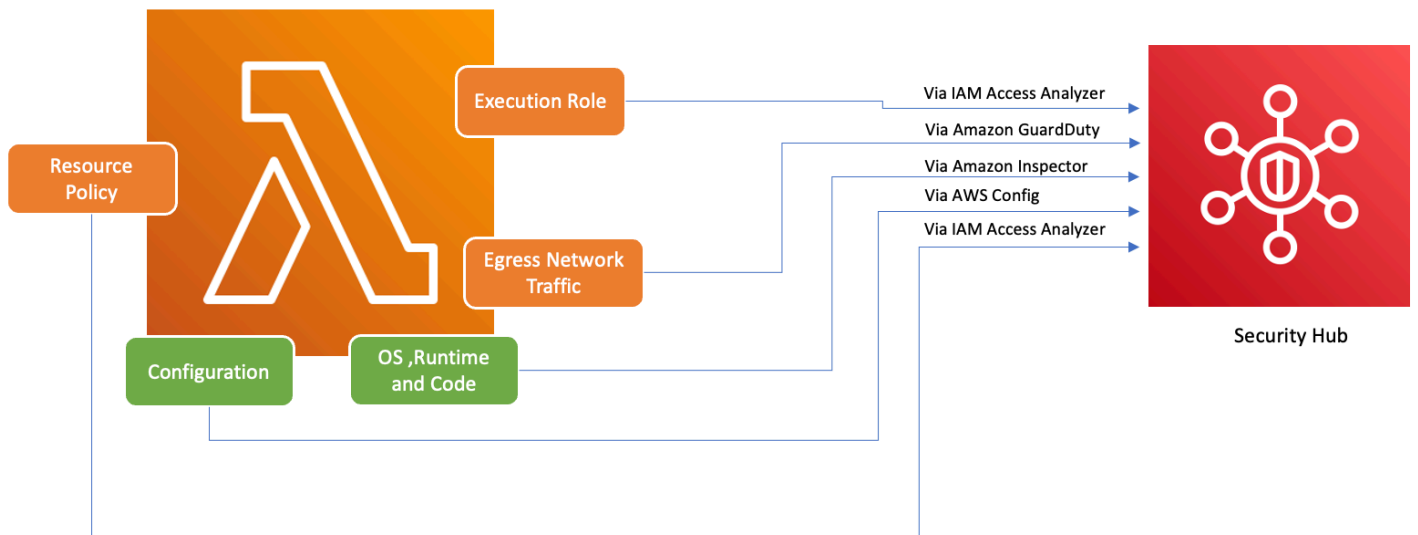 Execution Role
Resource
Policy
Egress Network
Traffic
Configuration
OS ,Runtime
and Code
Via IAM Access Analyzer
Via Amazon GuardDuty
Via Amazon Inspector
Via AWS Config
Via IAM Access Analyzer
Security Hub